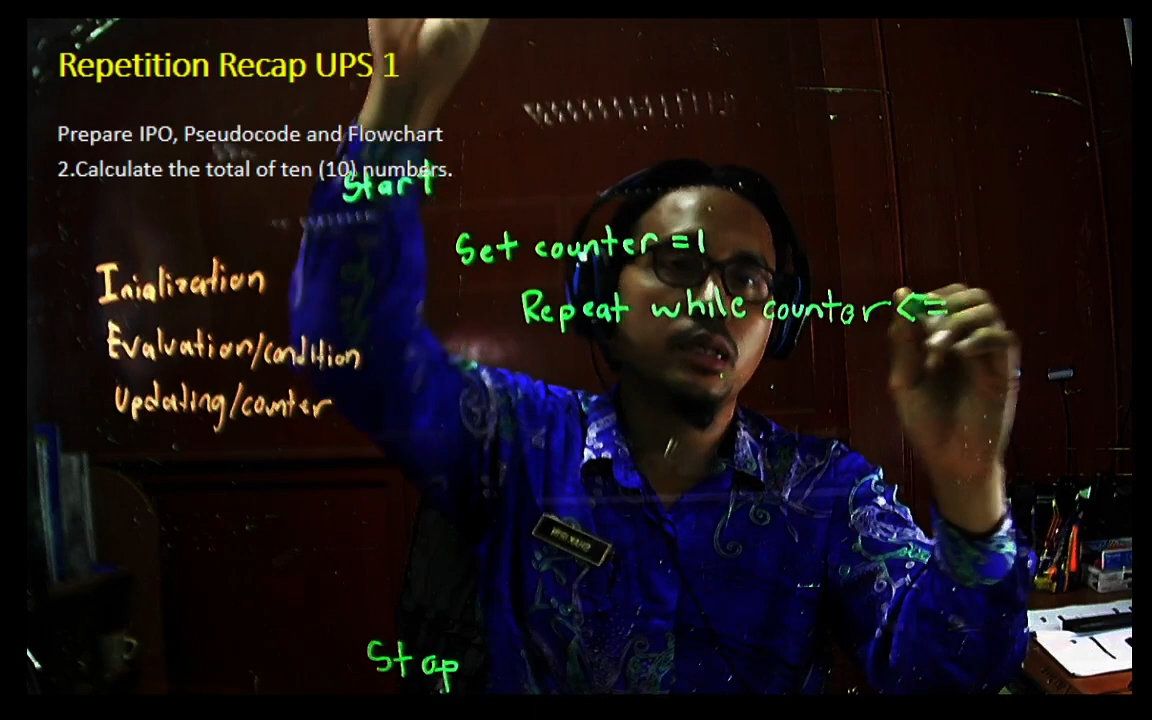 Repetition Recap UPS 1
Prepare IPO, Pseudocode and Flowchart
2.Calculate the total of ten (10) numbers.
Start
Set counter =1
Repeat while counter <=
Inialization
Evaluation/condition
Updating/counter
Stop